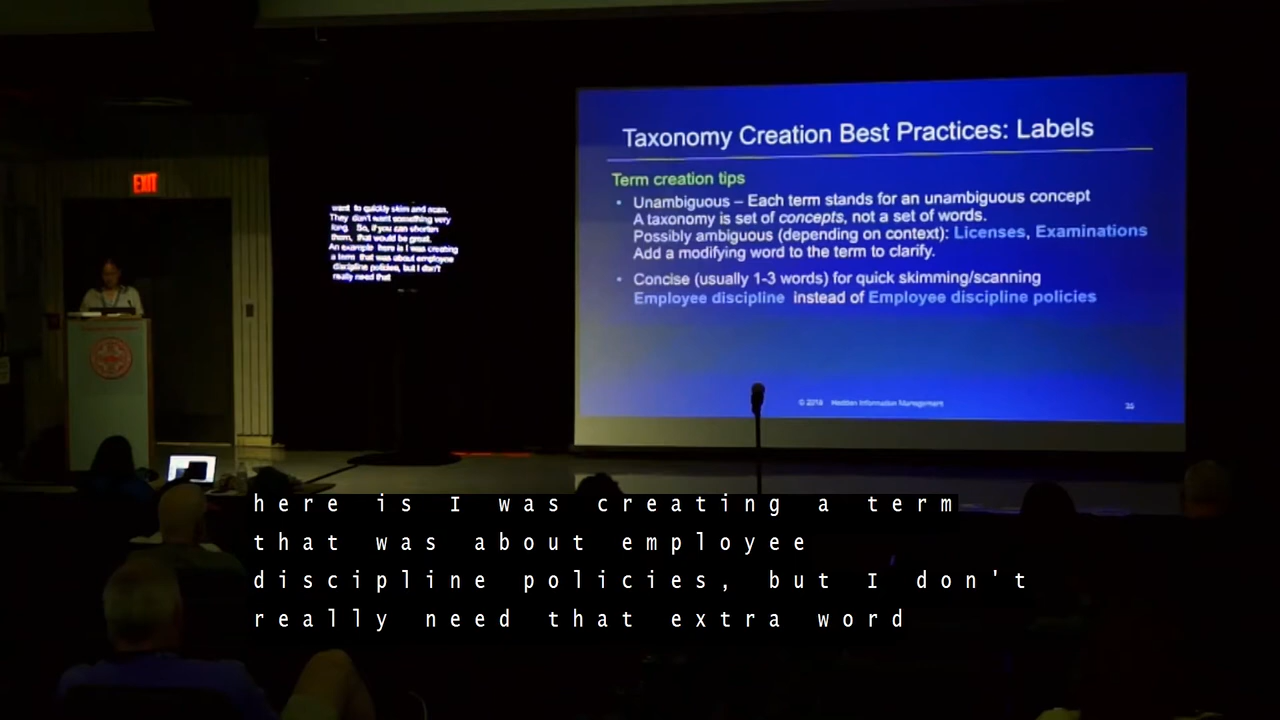 EXIT
want to quickly skim and scan.
They don't want something very
long. So, if you can shorten
them, that would be great.
An example here is I was creating
a term that was about employee
discipline policies, but I don't
really need that
Taxonomy Creation Best Practices: Labels
Term creation tips
• Unambiguous – Each term stands for an unambiguous concept
A taxonomy is set of concepts, not a set of words.
Possibly ambiguous (depending on context): Licenses, Examinations
Add a modifying word to the term to clarify.
• Concise (usually 1-3 words) for quick skimming/scanning
Employee discipline instead of Employee discipline policies
Information Management
here is I was creating a term
that was about employee
discipline policies, but I don't
really need that extra word